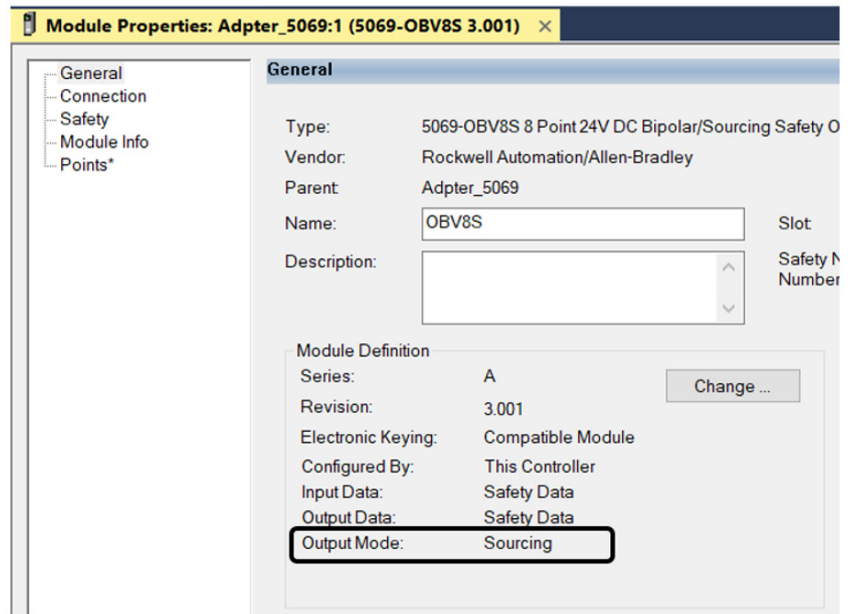 Module Properties: Adpter_5069:1 (5069-OBV8S 3.001) ×
General
Connection
Safety
Module Info
Points*
General
Type: 5069-OBV8S 8 Point 24V DC Bipolar/Sourcing Safety O
Vendor: Rockwell Automation/Allen-Bradley
Parent: Adpter_5069
Name: OBV8S Slot:
Description: Safety N
Number
Module Definition
Series: A Change ...
Revision: 3.001
Electronic Keying: Compatible Module
Configured By: This Controller
Input Data: Safety Data
Output Data: Safety Data
Output Mode: Sourcing